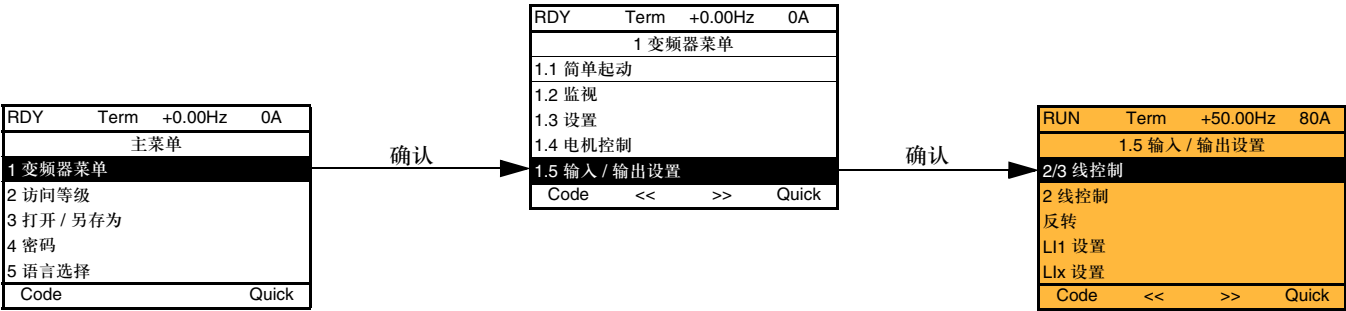 RDY Term +0.00Hz 0A
主菜单
1 变频器菜单
2 访问等级
3 打开 / 另存为
4 密码
5 语言选择
Code Quick
确认
RDY Term +0.00Hz 0A
1 变频器菜单
1.1 简单起动
1.2 监视
1.3 设置
1.4 电机控制
1.5 输入 / 输出设置
Code << >> Quick
确认
RUN Term +50.00Hz 80A
1.5 输入 / 输出设置
2/3 线控制
2 线控制
反转
LI1 设置
LIx 设置
Code << >> Quick